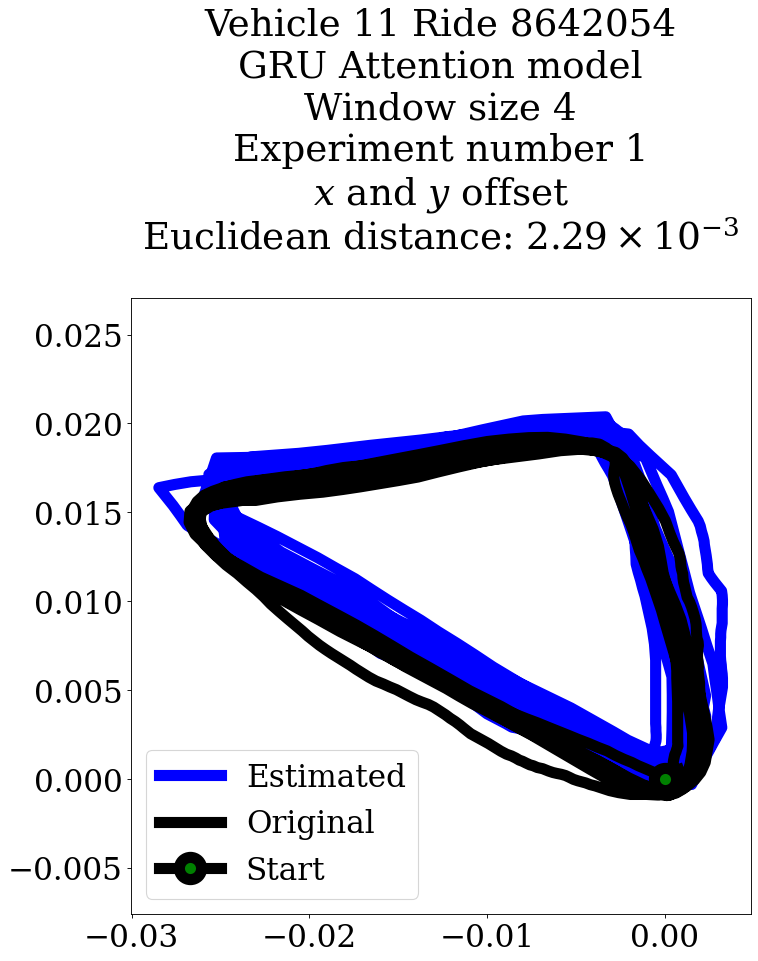 Vehicle 11 Ride 8642054
GRU Attention model
Window size 4
Experiment number 1
x and y offset
Euclidean distance: 2.29 × 10⁻³
0.025
0.020
0.015
0.010
0.005
0.000
−0.005
Estimated
Original
Start
−0.03 −0.02 −0.01 0.00